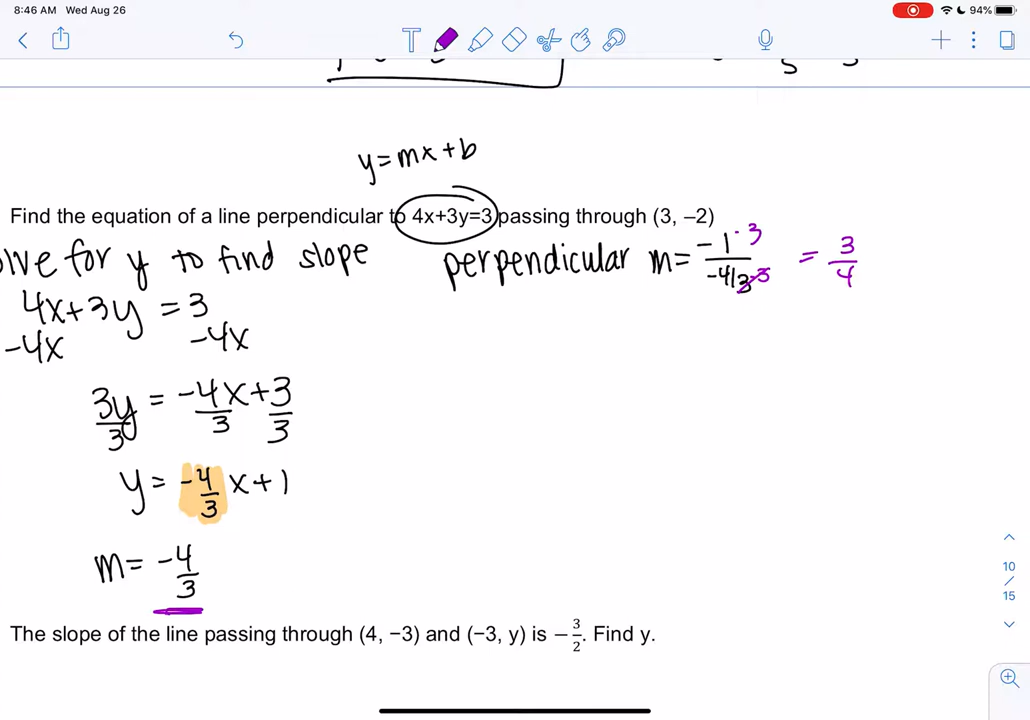 8:46 AM Wed Aug 26
94%
T
y=mx+b
Find the equation of a line perpendicular to 4x+3y=3 passing through (3, −2)
lve for y to find slope
perpendicular m= -1·3 / -4/3·3 = 3/4
4x+3y = 3
-4x -4x
3y/3 = -4x/3 + 3/3
y = -4/3 x+1
m= -4/3
10
/
15
The slope of the line passing through (4, −3) and (−3, y) is −3/2. Find y.